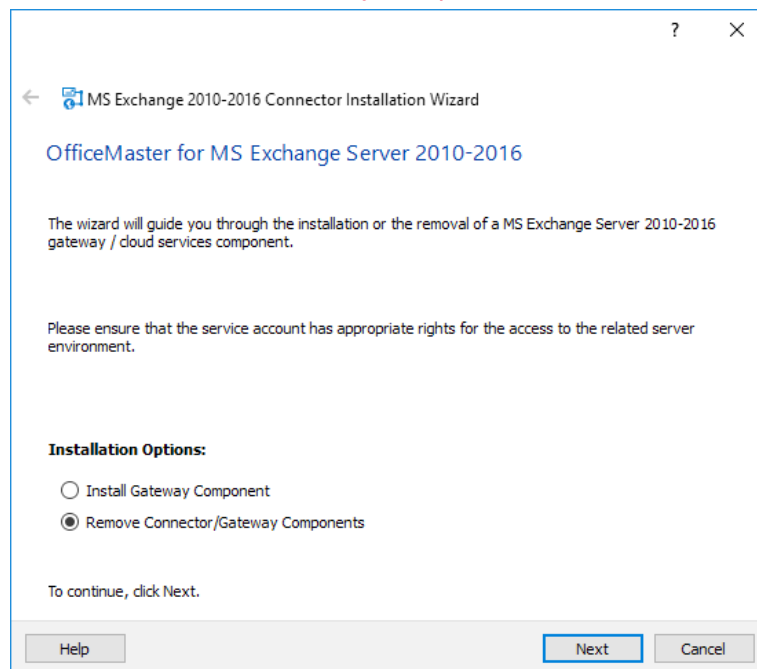 ?
MS Exchange 2010-2016 Connector Installation Wizard
OfficeMaster for MS Exchange Server 2010-2016
The wizard will guide you through the installation or the removal of a MS Exchange Server 2010-2016
gateway / cloud services component.
Please ensure that the service account has appropriate rights for the access to the related server
environment.
Installation Options:
Install Gateway Component
Remove Connector/Gateway Components
To continue, click Next.
Help Next Cancel